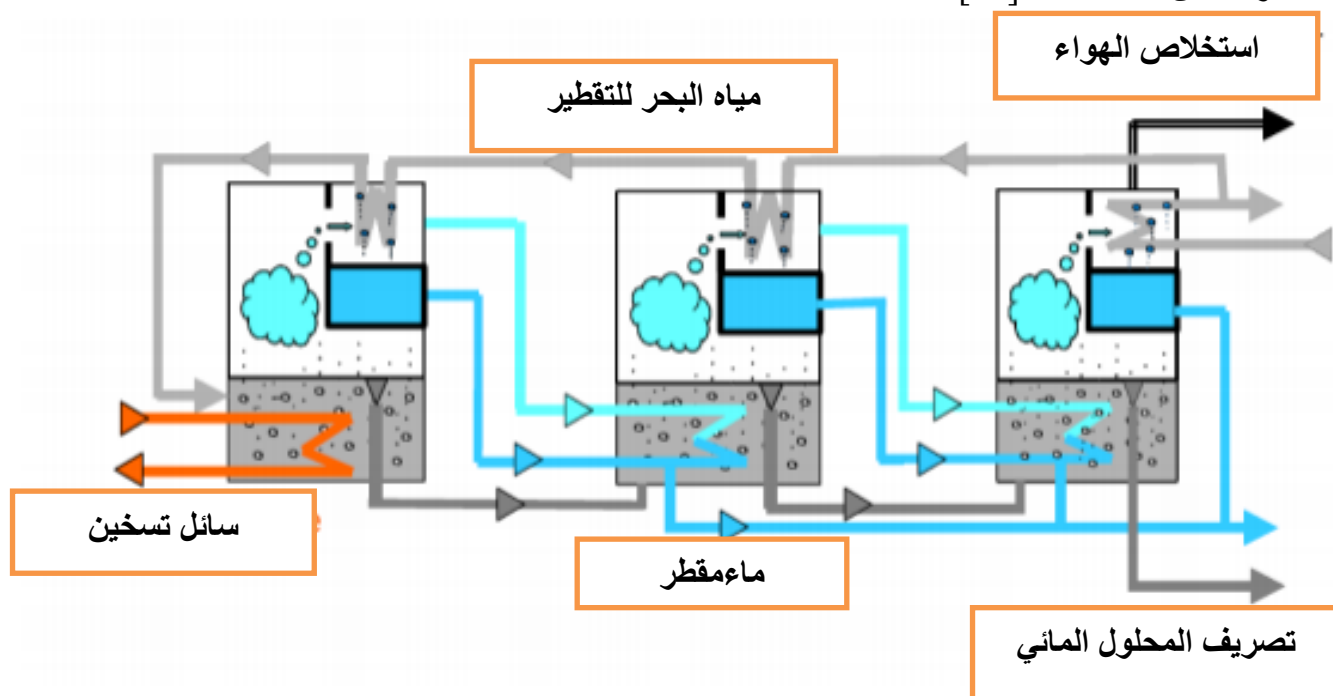 استخلاص الهواء
مياه البحر للتقطير
سائل تسخين
ماءمقطر
تصريف المحلول المائي